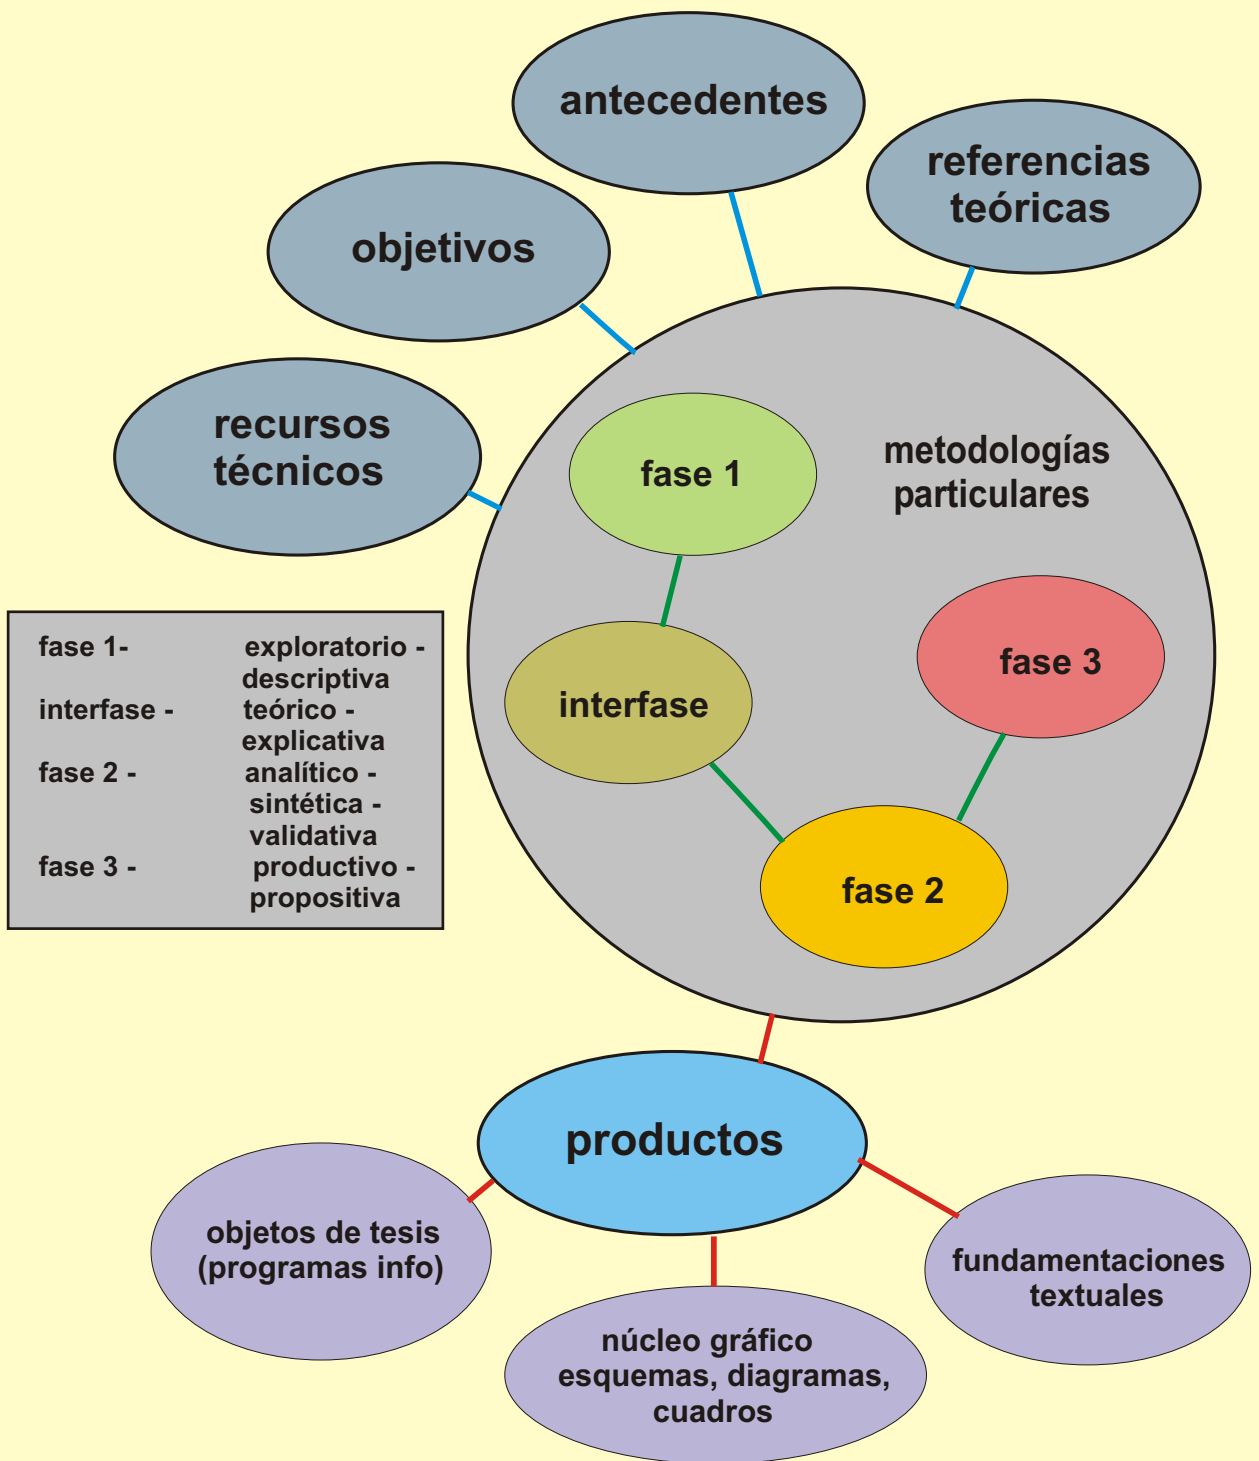 antecedentes
referencias
teóricas
objetivos
recursos
técnicos
metodologías
particulares
fase 1
interfase
fase 3
fase 2
fase 1- exploratorio -
descriptiva
interfase - teórico -
explicativa
fase 2 - analítico -
sintética -
validativa
fase 3 - productivo -
propositiva
productos
objetos de tesis
(programas info)
núcleo gráfico
esquemas, diagramas,
cuadros
fundamentaciones
textuales